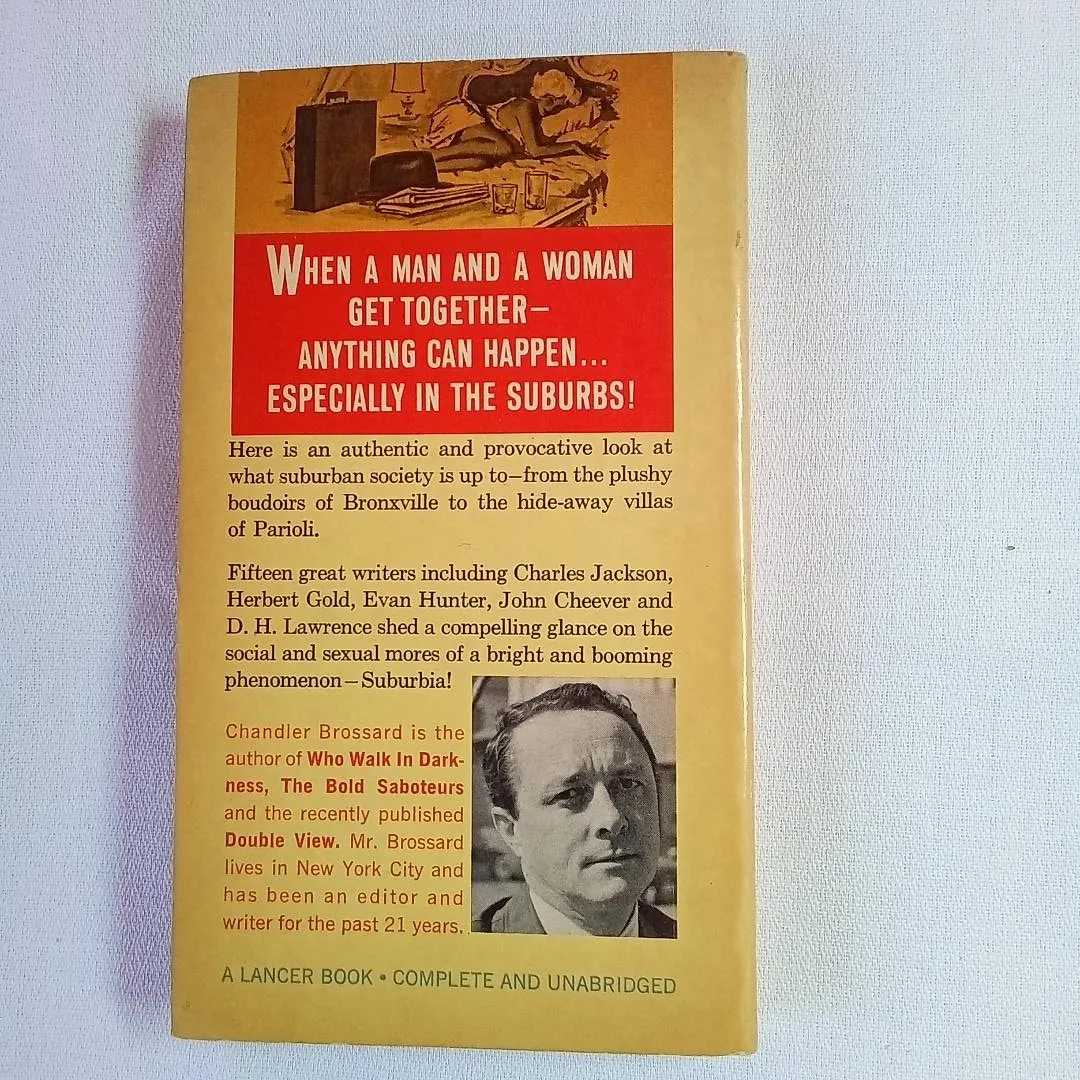 WHEN A MAN AND A WOMAN
GET TOGETHER—
ANYTHING CAN HAPPEN...
ESPECIALLY IN THE SUBURBS!
Here is an authentic and provocative look at
what suburban society is up to—from the plushy
boudoirs of Bronxville to the hide-away villas
of Parioli.
Fifteen great writers including Charles Jackson,
Herbert Gold, Evan Hunter, John Cheever and
D. H. Lawrence shed a compelling glance on the
social and sexual mores of a bright and booming
phenomenon—Suburbia!
Chandler Brossard is the
author of Who Walk In Dark-
ness, The Bold Saboteurs
and the recently published
Double View. Mr. Brossard
lives in New York City and
has been an editor and
writer for the past 21 years.
A LANCER BOOK • COMPLETE AND UNABRIDGED